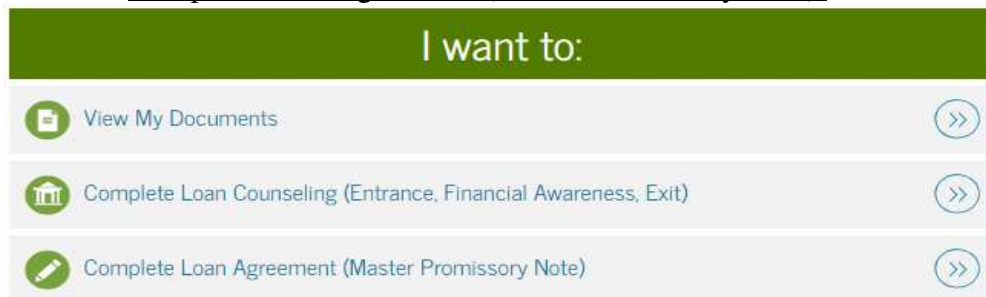 I want to:
View My Documents
Complete Loan Counseling (Entrance, Financial Awareness, Exit)
Complete Loan Agreement (Master Promissory Note)